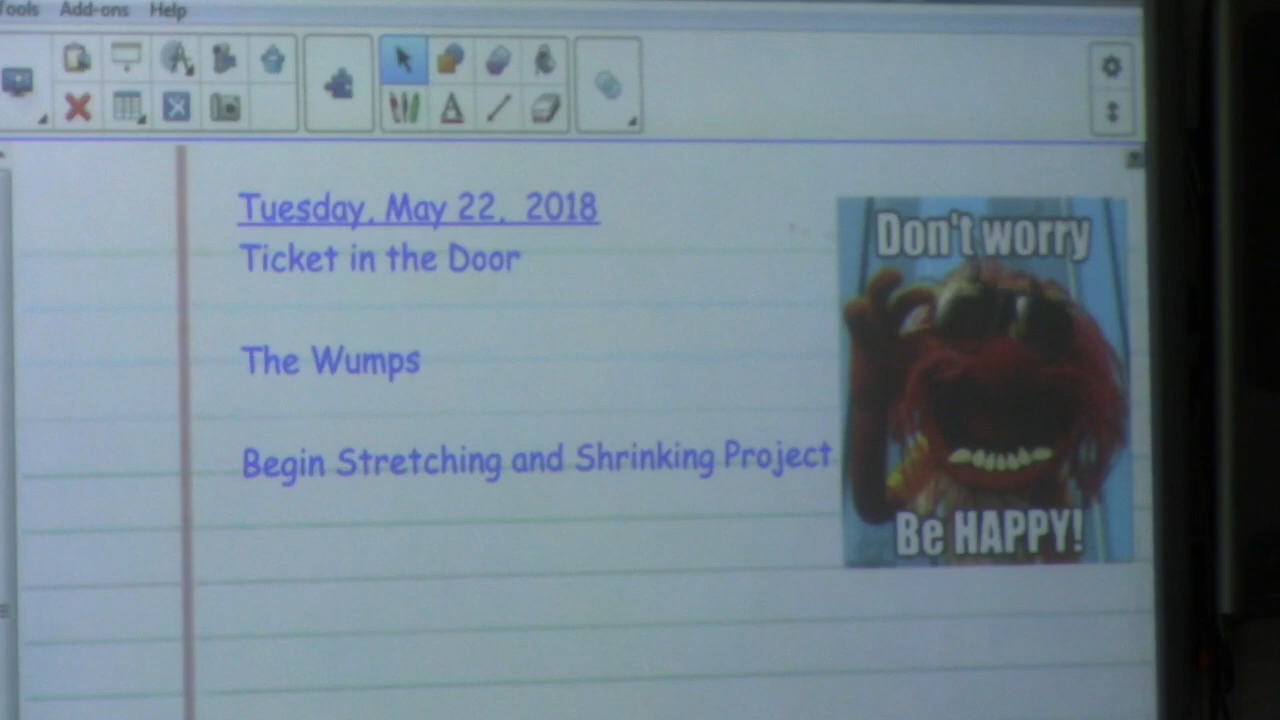 Tools Add-ons Help
Tuesday, May 22, 2018
Ticket in the Door
The Wumps
Begin Stretching and Shrinking Project
Don't worry
Be HAPPY!